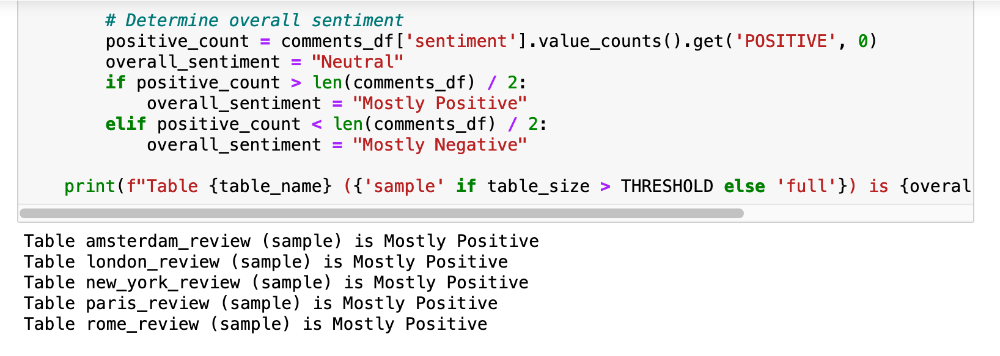 # Determine overall sentiment
positive_count = comments_df['sentiment'].value_counts().get('POSITIVE', 0)
overall_sentiment = "Neutral"
if positive_count > len(comments_df) / 2:
overall_sentiment = "Mostly Positive"
elif positive_count < len(comments_df) / 2:
overall_sentiment = "Mostly Negative"
print(f"Table {table_name} ({'sample' if table_size > THRESHOLD else 'full'}) is {overal
Table amsterdam_review (sample) is Mostly Positive
Table london_review (sample) is Mostly Positive
Table new_york_review (sample) is Mostly Positive
Table paris_review (sample) is Mostly Positive
Table rome_review (sample) is Mostly Positive